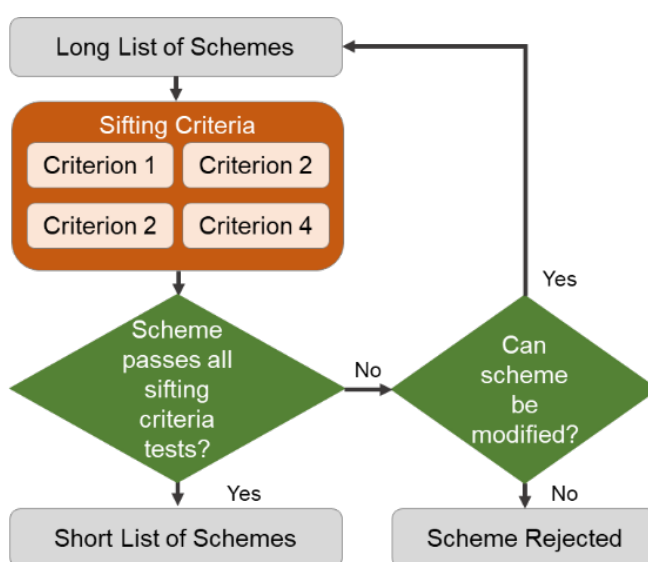 Long List of Schemes
Sifting Criteria
Criterion 1
Criterion 2
Criterion 2
Criterion 4
Scheme
passes all
sifting
criteria
tests?
No
Can
scheme
be
modified?
Yes
Yes
No
Short List of Schemes
Scheme Rejected